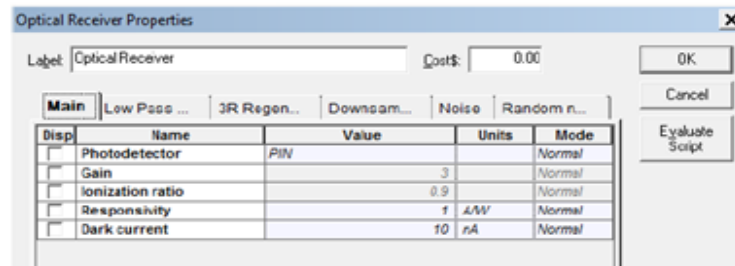 Optical Receiver Properties
Label: Optical Receiver Cost$: 0.00 OK
Cancel
Evaluate Script
Main Low Pass ... 3R Regen... Downsam... Noise Random n...
Disp Name Value Units Mode
Photodetector PIN Normal
Gain 3 Normal
Ionization ratio 0.9 Normal
Responsivity 1 A/W Normal
Dark current 10 nA Normal